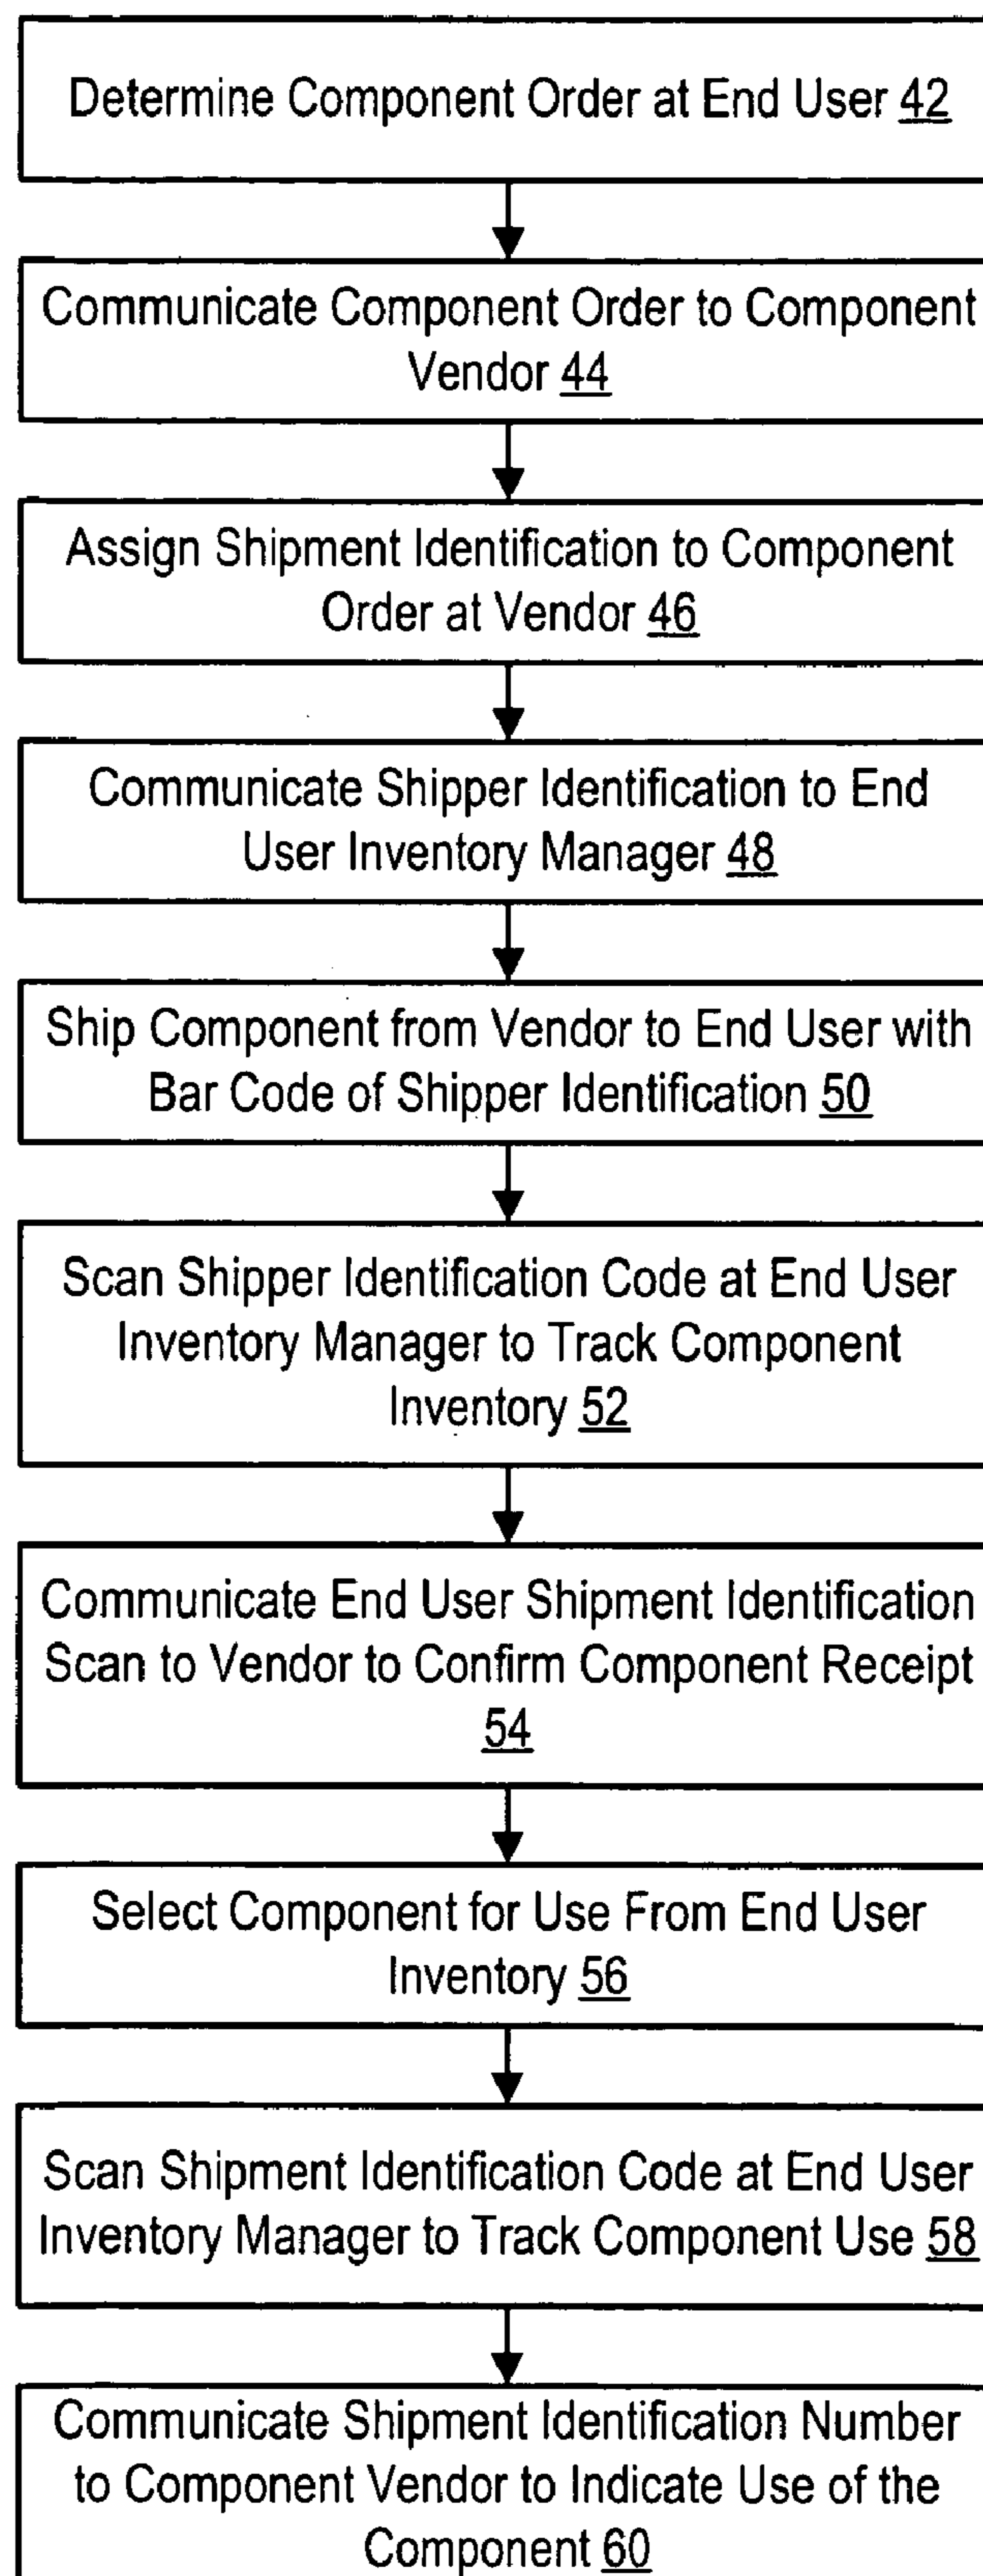 Determine Component Order at End User 42
Communicate Component Order to Component
Vendor 44
Assign Shipment Identification to Component
Order at Vendor 46
Communicate Shipper Identification to End
User Inventory Manager 48
Ship Component from Vendor to End User with
Bar Code of Shipper Identification 50
Scan Shipper Identification Code at End User
Inventory Manager to Track Component
Inventory 52
Communicate End User Shipment Identification
Scan to Vendor to Confirm Component Receipt
54
Select Component for Use From End User
Inventory 56
Scan Shipment Identification Code at End User
Inventory Manager to Track Component Use 58
Communicate Shipment Identification Number
to Component Vendor to Indicate Use of the
Component 60